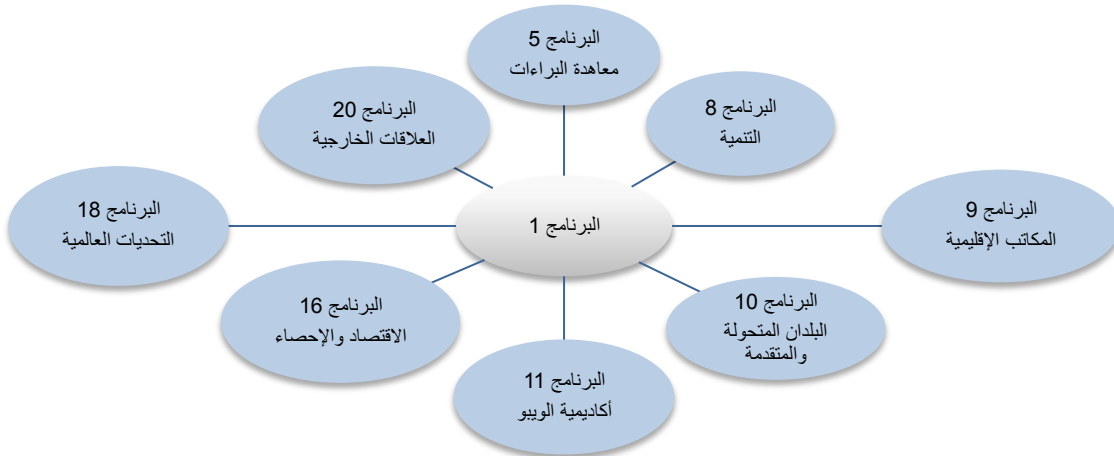 البرنامج 5
معاهدة البراءات
البرنامج 8
التنمية
البرنامج 20
العلاقات الخارجية
البرنامج 9
المكاتب الإقليمية
البرنامج 1
البرنامج 18
التحديات العالمية
البرنامج 10
البلدان المتحولة
والمتقدمة
البرنامج 16
الاقتصاد والإحصاء
البرنامج 11
أكاديمية الويبو